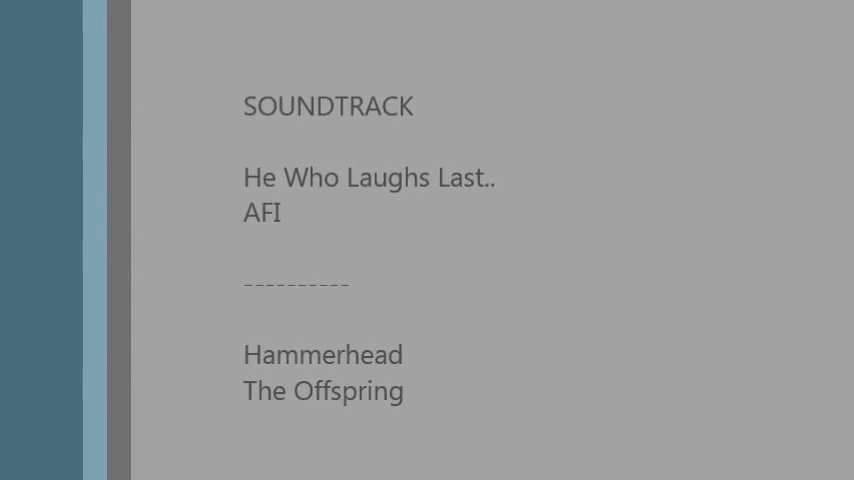 SOUNDTRACK
He Who Laughs Last..
AFI
----------
Hammerhead
The Offspring